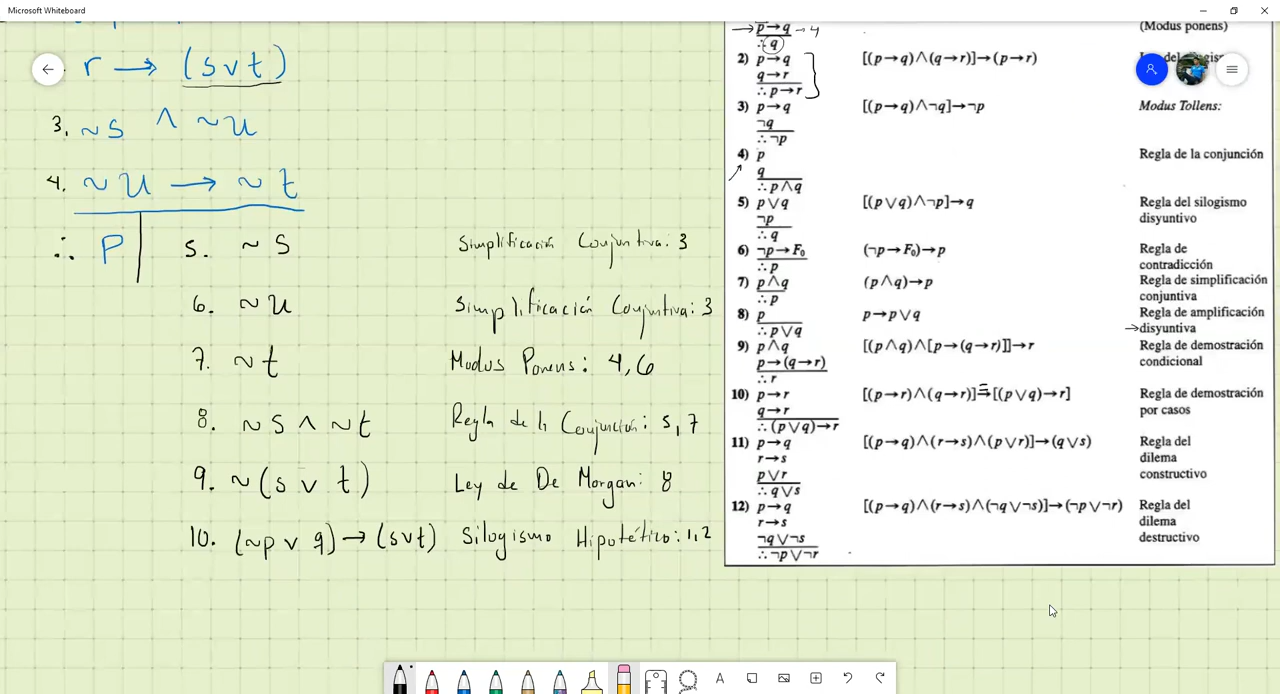 Microsoft Whiteboard
r → (s v t)
3. ~ s ∧ ~ u
4. ~ u → ~ t
∴ P
5. ~ s Simplificación Conjuntiva: 3
6. ~ u Simplificación Conjuntiva: 3
7. ~ t Modus Ponens: 4, 6
8. ~ s ∧ ~ t Regla de la Conjunción: 5, 7
9. ~ (s v t) Ley de De Morgan: 8
10. (~p v q) → (s v t) Silogismo Hipotético: 1, 2
→ p→q – 4 (Modus ponens)
∴ q
2) p→q [(p→q)∧(q→r)]→(p→r)
q→r
∴ p→r
3) p→q [(p→q)∧¬q]→¬p Modus Tollens:
¬q
∴ ¬p
4) p Regla de la conjunción
q
∴ p∧q
5) p∨q [(p∨q)∧¬p]→q Regla del silogismo
¬p disyuntivo
∴ q
6) ¬p→F₀ (¬p→F₀)→p Regla de
∴ p contradicción
7) p∧q (p∧q)→p Regla de simplificación
∴ p conjuntiva
8) p p→p∨q Regla de amplificación
∴ p∨q → disyuntiva
9) p∧q [(p∧q)∧[p→(q→r)]]→r Regla de demostración
p→(q→r) condicional
∴ r
10) p→r [(p→r)∧(q→r)]→[(p∨q)→r] Regla de demostración
q→r por casos
∴ (p∨q)→r
11) p→q [(p→q)∧(r→s)∧(p∨r)]→(q∨s) Regla del
r→s dilema
p∨r constructivo
∴ q∨s
12) p→q [(p→q)∧(r→s)∧(¬q∨¬s)]→(¬p∨¬r) Regla del
r→s dilema
¬q∨¬s destructivo
∴ ¬p∨¬r
A